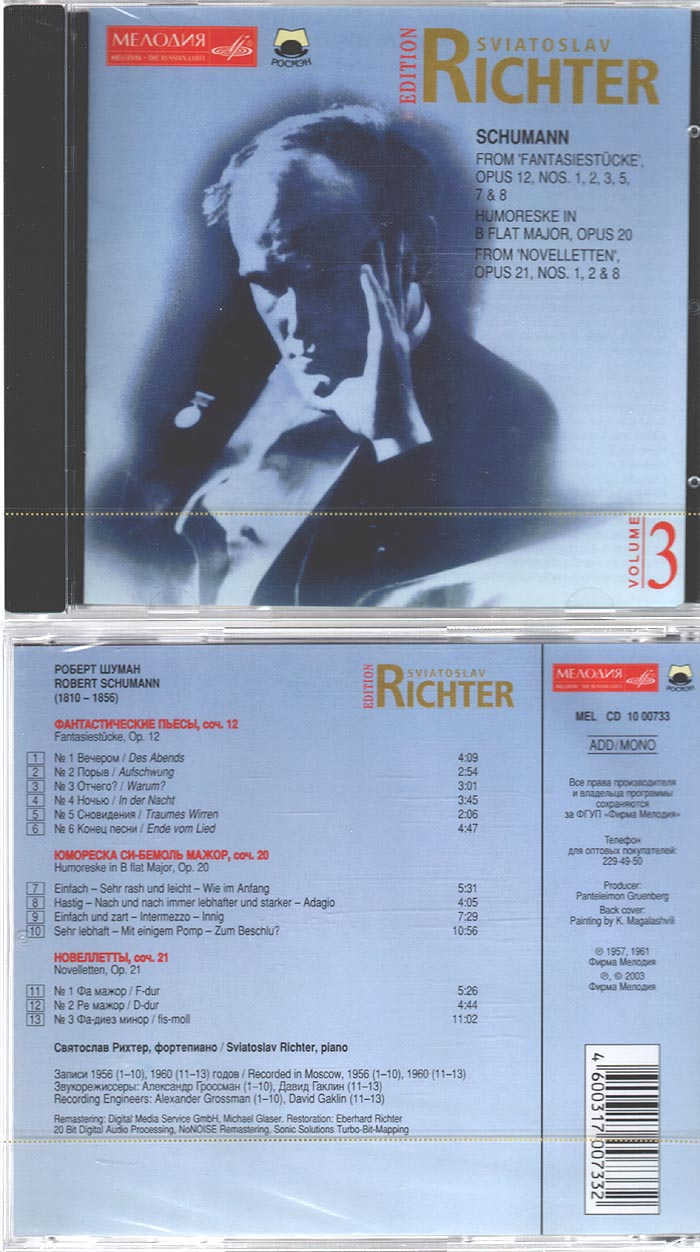 МЕЛОДИЯ
MELODIYA - THE RUSSIAN LABEL
РОСМЭН
EDITION
SVIATOSLAV
RICHTER
SCHUMANN
FROM 'FANTASIESTÜCKE',
OPUS 12, NOS. 1, 2, 3, 5,
7 & 8
HUMORESKE IN
B FLAT MAJOR, OPUS 20
FROM 'NOVELLETTEN',
OPUS 21, NOS. 1, 2 & 8
VOLUME
3
РОБЕРТ ШУМАН
ROBERT SCHUMANN
(1810 – 1856)
EDITION
SVIATOSLAV
RICHTER
ФАНТАСТИЧЕСКИЕ ПЬЕСЫ, соч. 12
Fantasiestücke, Op. 12
1 № 1 Вечером / Des Abends 4:09
2 № 2 Порыв / Aufschwung 2:54
3 № 3 Отчего? / Warum? 3:01
4 № 4 Ночью / In der Nacht 3:45
5 № 5 Сновидения / Traumes Wirren 2:06
6 № 6 Конец песни / Ende vom Lied 4:47
ЮМОРЕСКА СИ-БЕМОЛЬ МАЖОР, соч. 20
Humoreske in B flat Major, Op. 20
7 Einfach – Sehr rash und leicht – Wie im Anfang 5:31
8 Hastig – Nach und nach immer lebhafter und starker – Adagio 4:05
9 Einfach und zart – Intermezzo – Innig 7:29
10 Sehr lebhaft – Mit einigem Pomp – Zum Beschlu? 10:56
НОВЕЛЛЕТТЫ, соч. 21
Novelletten, Op. 21
11 № 1 Фа мажор / F-dur 5:26
12 № 2 Ре мажор / D-dur 4:44
13 № 3 Фа-диез минор / fis-moll 11:02
Святослав Рихтер, фортепиано / Sviatoslav Richter, piano
Записи 1956 (1–10), 1960 (11–13) годов / Recorded in Moscow, 1956 (1–10), 1960 (11–13)
Звукорежиссеры: Александр Гроссман (1–10), Давид Гаклин (11–13)
Recording Engineers: Alexander Grossman (1–10), David Gaklin (11–13)
Remastering: Digital Media Service GmbH, Michael Glaser. Restoration: Eberhard Richter
20 Bit Digital Audio Processing, NoNOISE Remastering, Sonic Solutions Turbo-Bit-Mapping
МЕЛОДИЯ
MELODIYA - THE RUSSIAN LABEL
РОСМЭН
MEL CD 10 00733
ADD/MONO
Все права производителя
и владельца программы
сохраняются
за ФГУП «Фирма Мелодия»
Телефон
для оптовых покупателей:
229-49-50
Producer:
Panteleimon Gruenberg
Back cover:
Painting by K. Magalashvili
℗ 1957, 1961
Фирма Мелодия
℗, © 2003
Фирма Мелодия
4600317007332